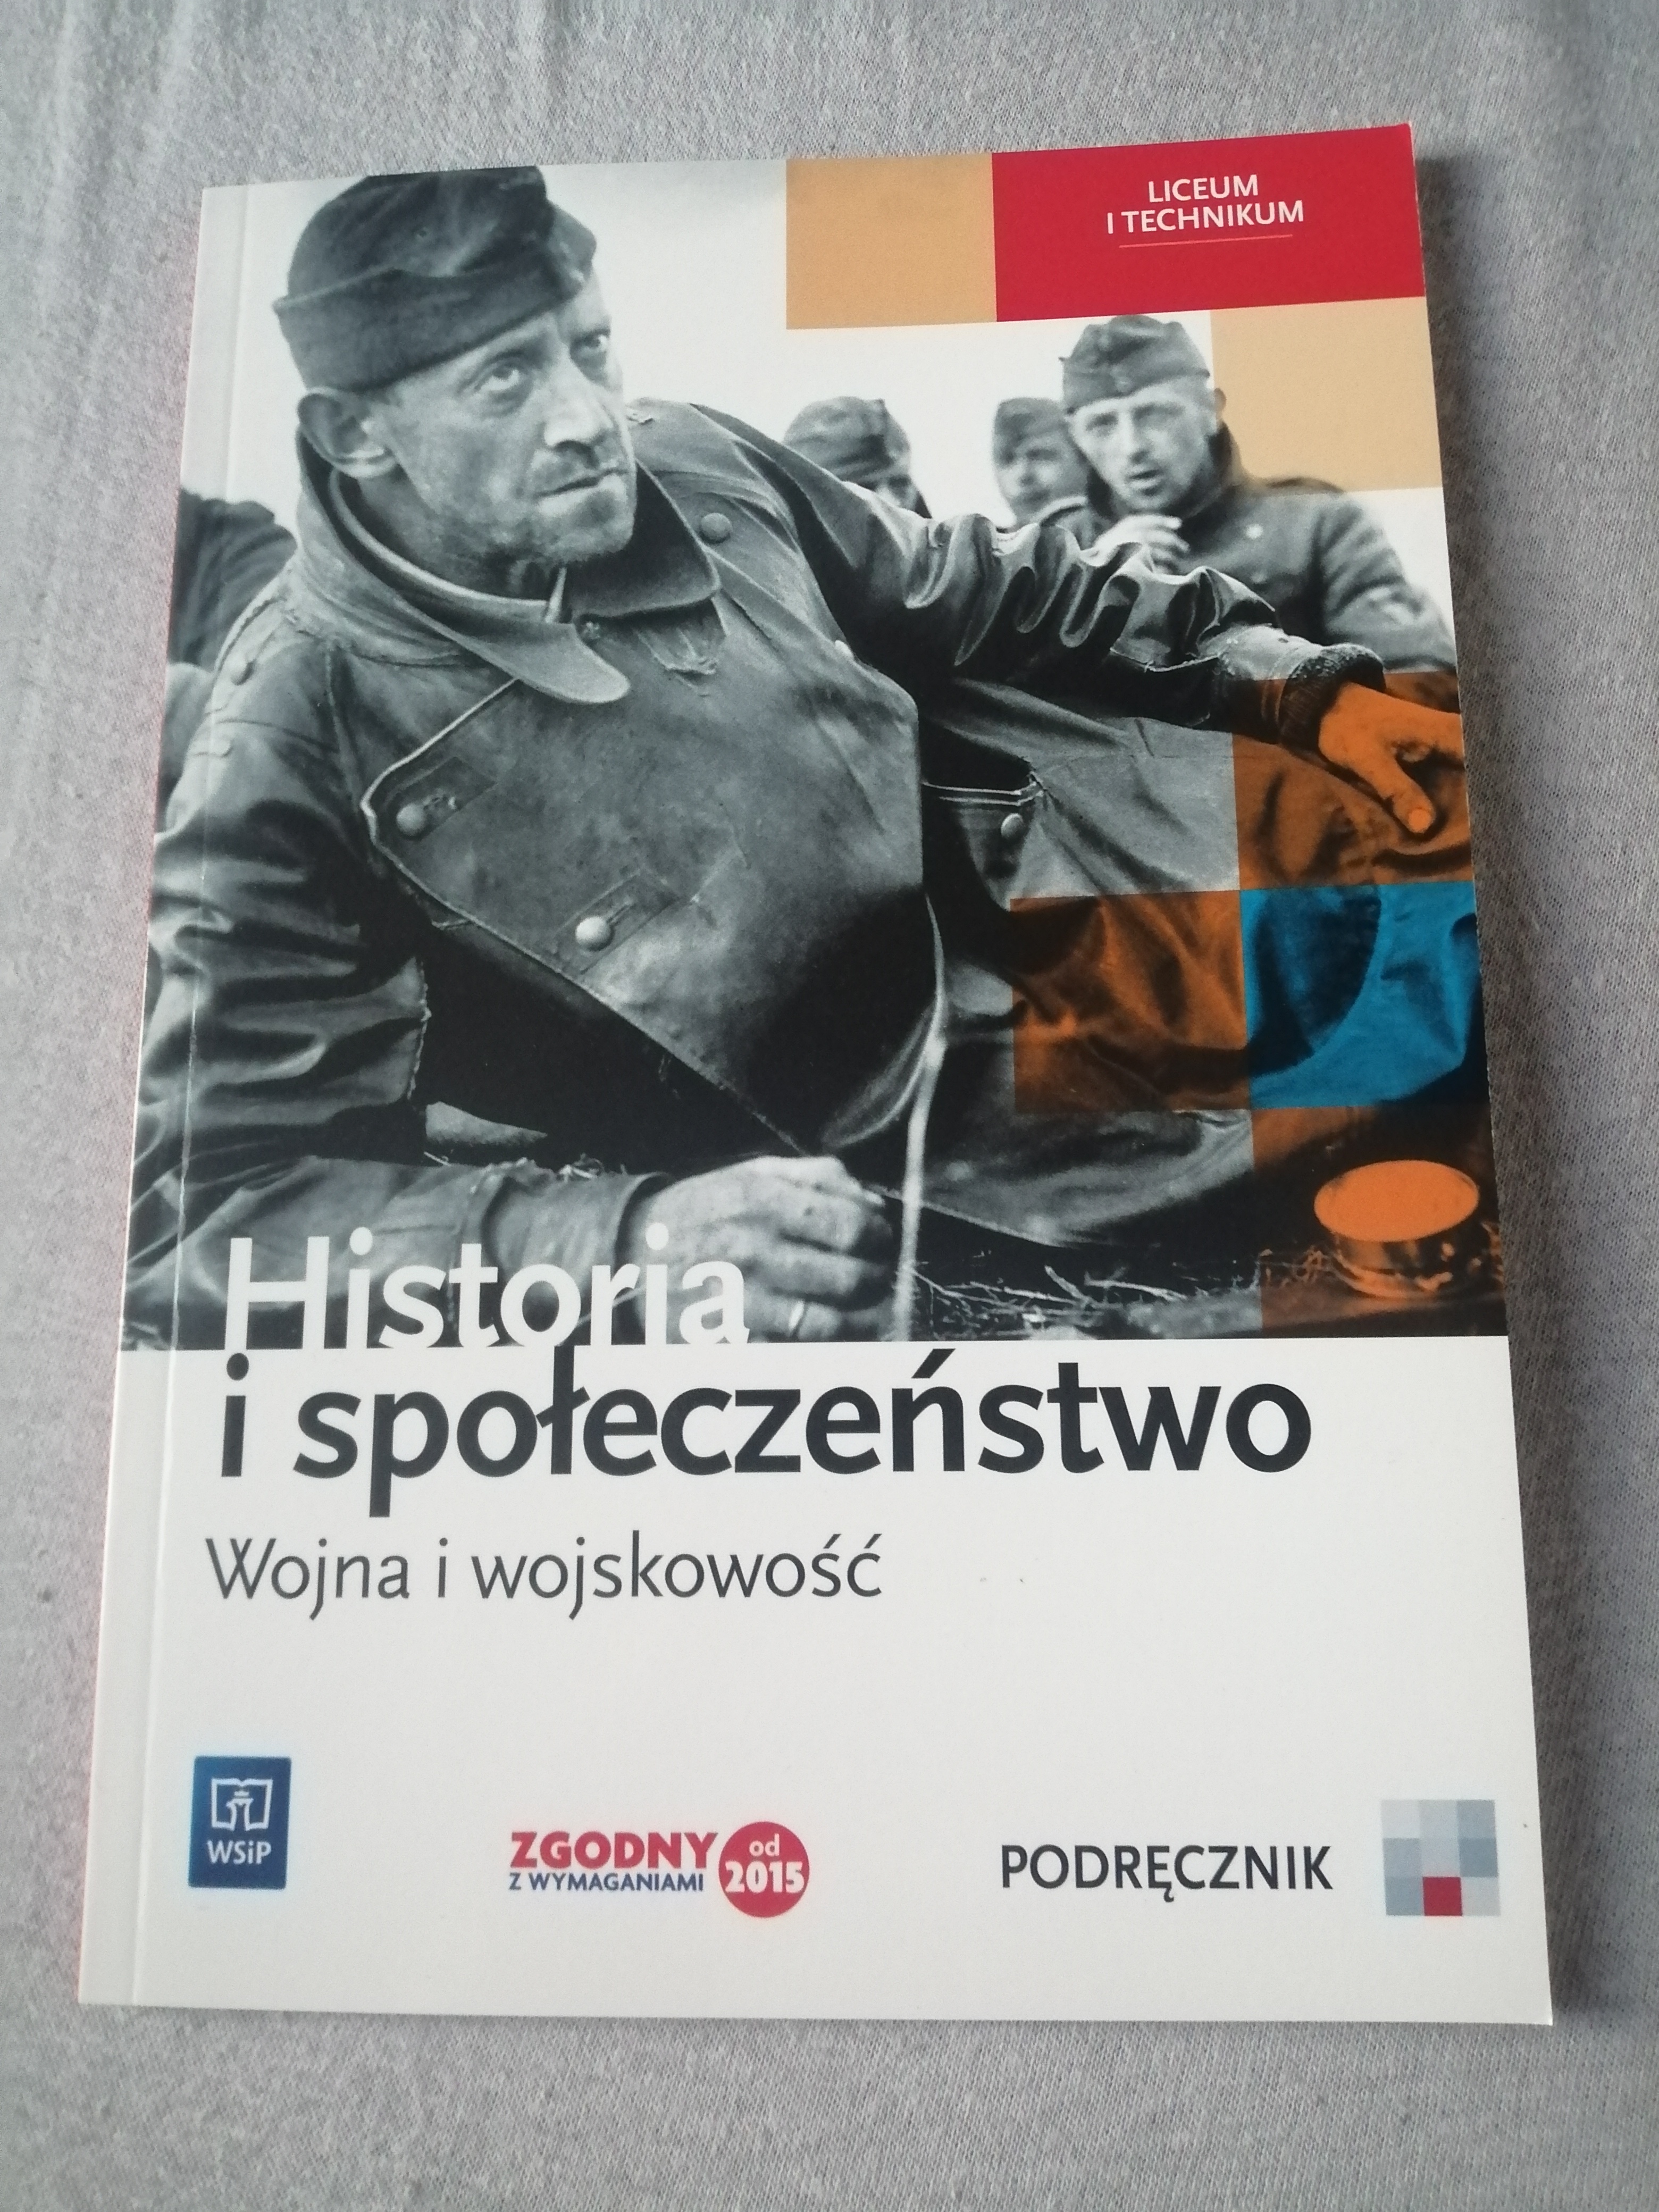 LICEUM
I TECHNIKUM
Historia
i społeczeństwo
Wojna i wojskowość
WSiP
ZGODNY
Z WYMAGANIAMI
od
2015
PODRĘCZNIK